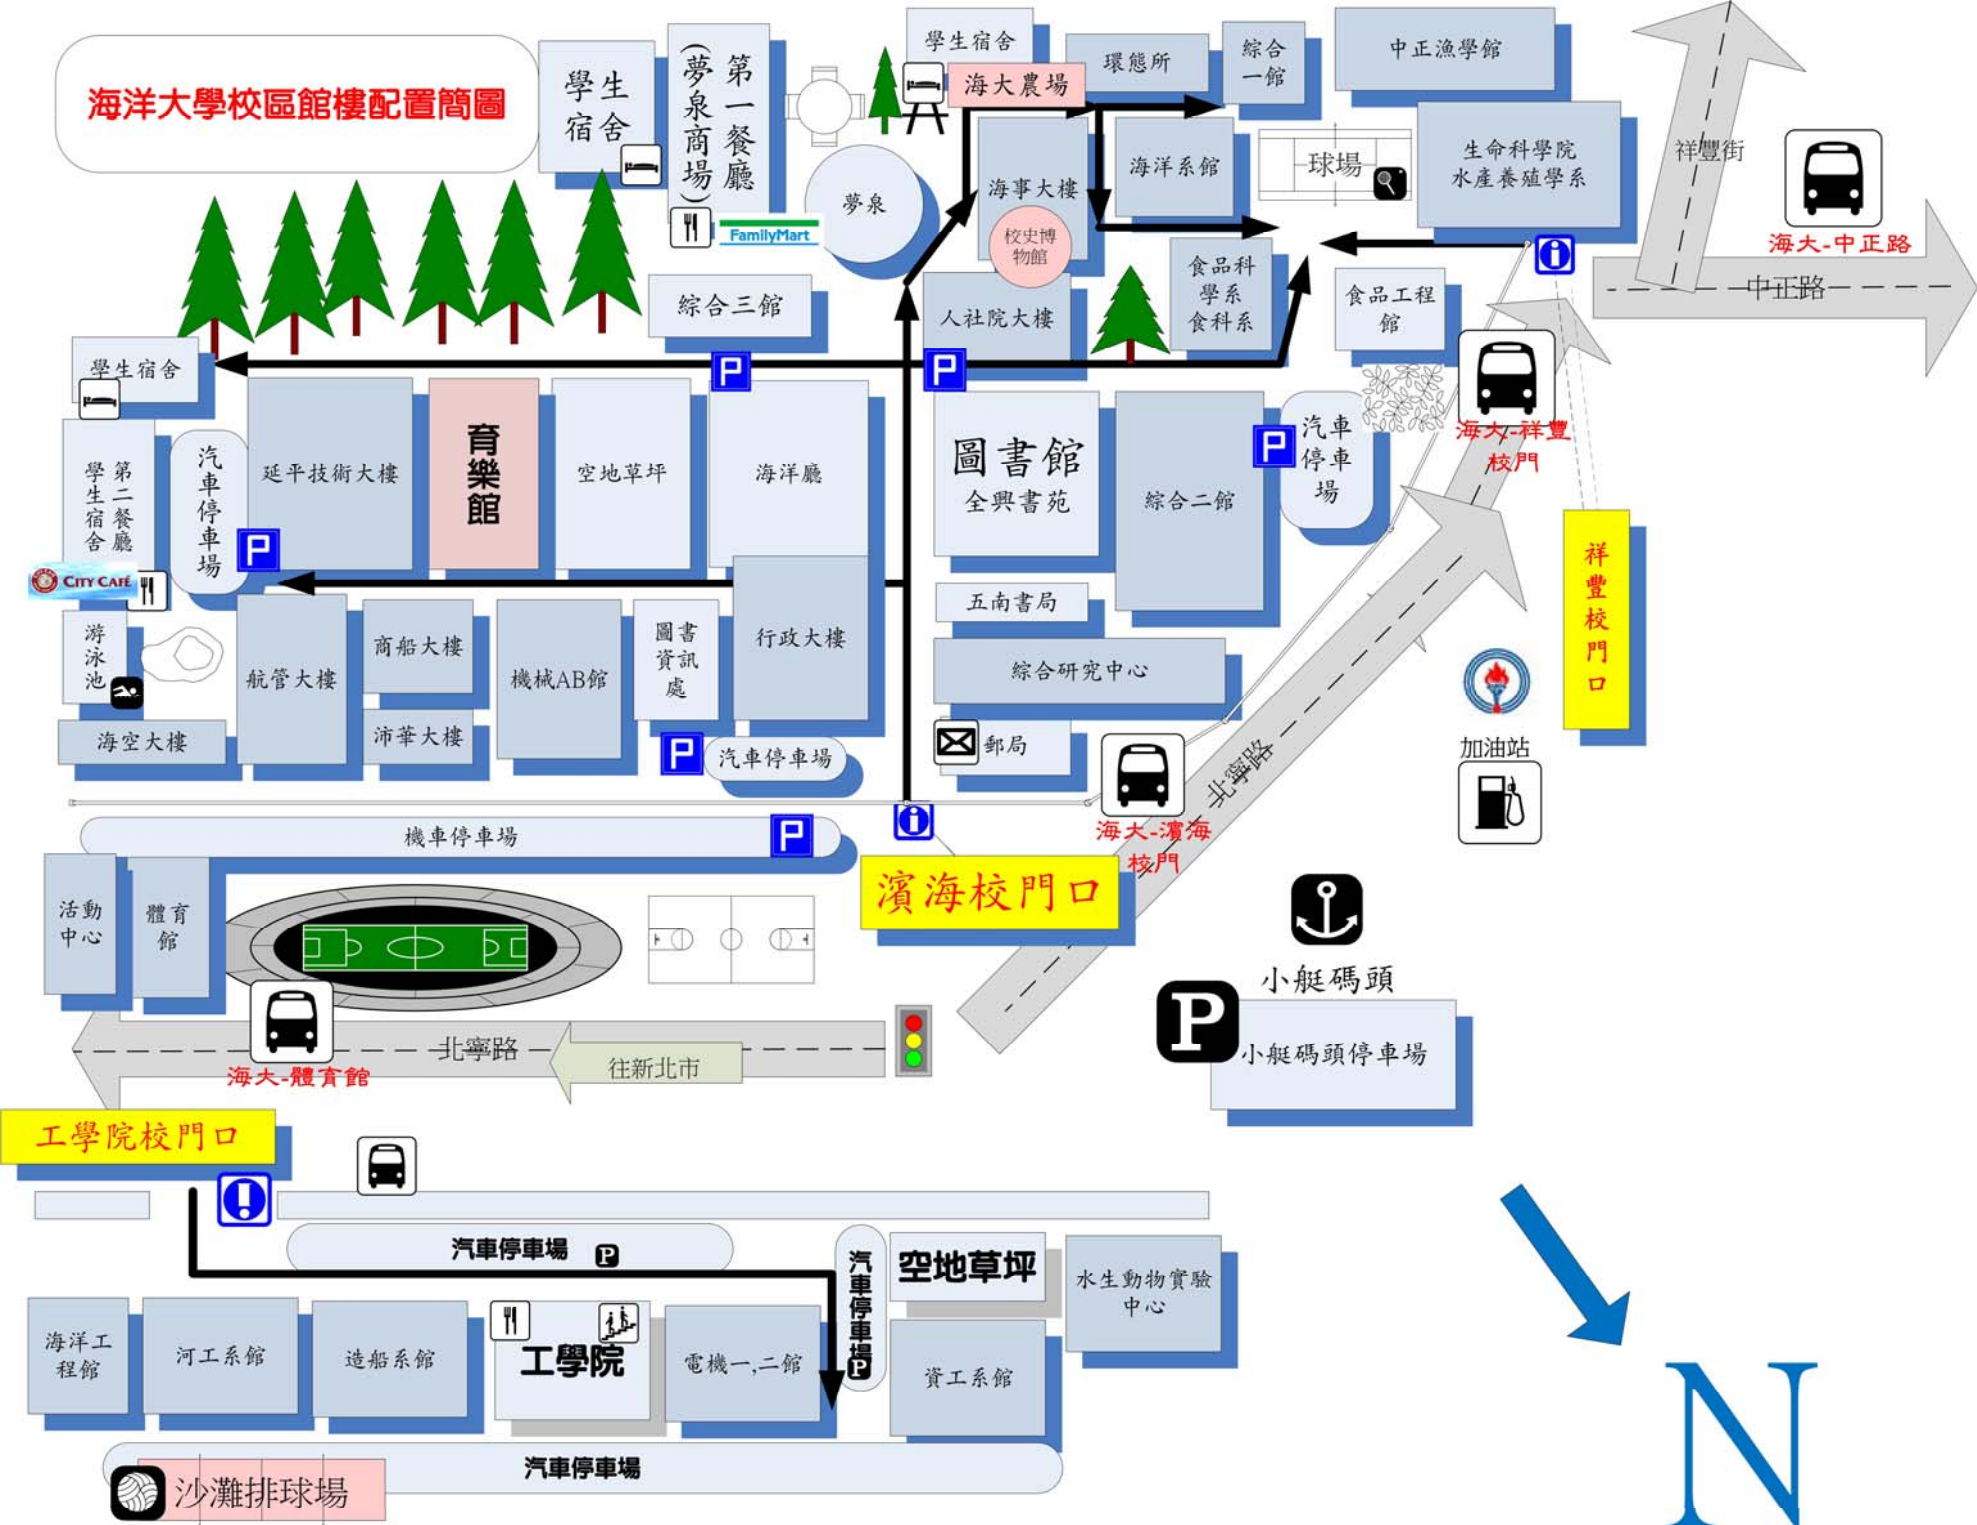 海洋大學校區館樓配置簡圖
學生
宿舍
第一餐廳
(夢泉商場)
FamilyMart
夢泉
學生宿舍
海大農場
環態所
綜合
一館
中正漁學館
海事大樓
校史博
物館
海洋系館
球場
生命科學院
水產養殖學系
祥豐街
海大-中正路
中正路
綜合三館
人社院大樓
食品科
學系
食科系
食品工程
館
學生宿舍
第二餐廳
學生宿舍
CITY CAFÉ
汽車停車場
P
延平技術大樓
育樂館
空地草坪
海洋廳
P
P
圖書館
全興書苑
綜合二館
P
汽車
停車
場
海大-祥豐
校門
祥豐校門口
游泳池
海空大樓
航管大樓
商船大樓
沛華大樓
機械AB館
圖書
資訊
處
行政大樓
P
汽車停車場
五南書局
綜合研究中心
郵局
海大-濱海
校門
北寧路
加油站
機車停車場
P
濱海校門口
活動
中心
體育
館
小艇碼頭
P
小艇碼頭停車場
海大-體育館
北寧路
往新北市
工學院校門口
汽車停車場
P
汽車停車場
P
空地草坪
水生動物實驗
中心
海洋工
程館
河工系館
造船系館
工學院
電機一,二館
資工系館
汽車停車場
沙灘排球場
N